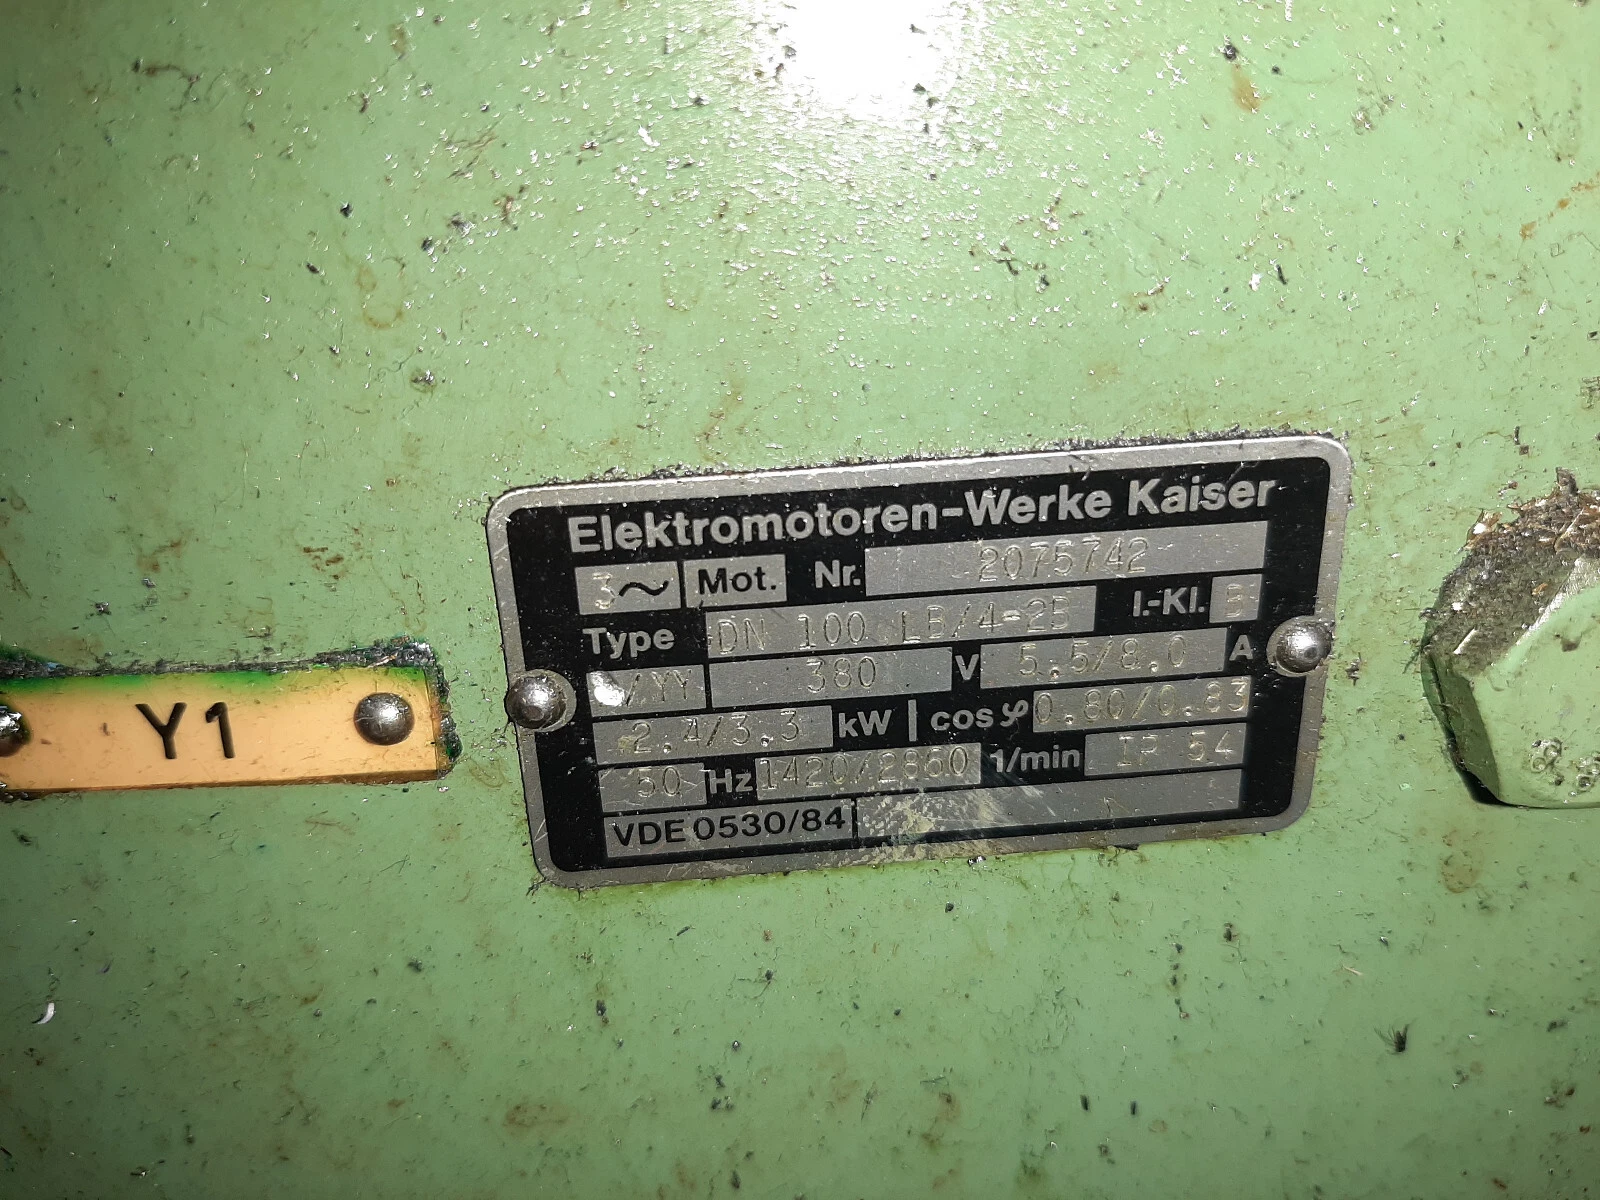 Elektromotoren-Werke Kaiser
3~ Mot. Nr. 2075742
Type DN 100 LB/4-2B I.-Kl. B
/YY 380 V 5.5/8.0 A
2.4/3.3 kW cos φ 0.80/0.83
50 Hz 1420/2860 1/min IP 54
VDE 0530/84
Y1